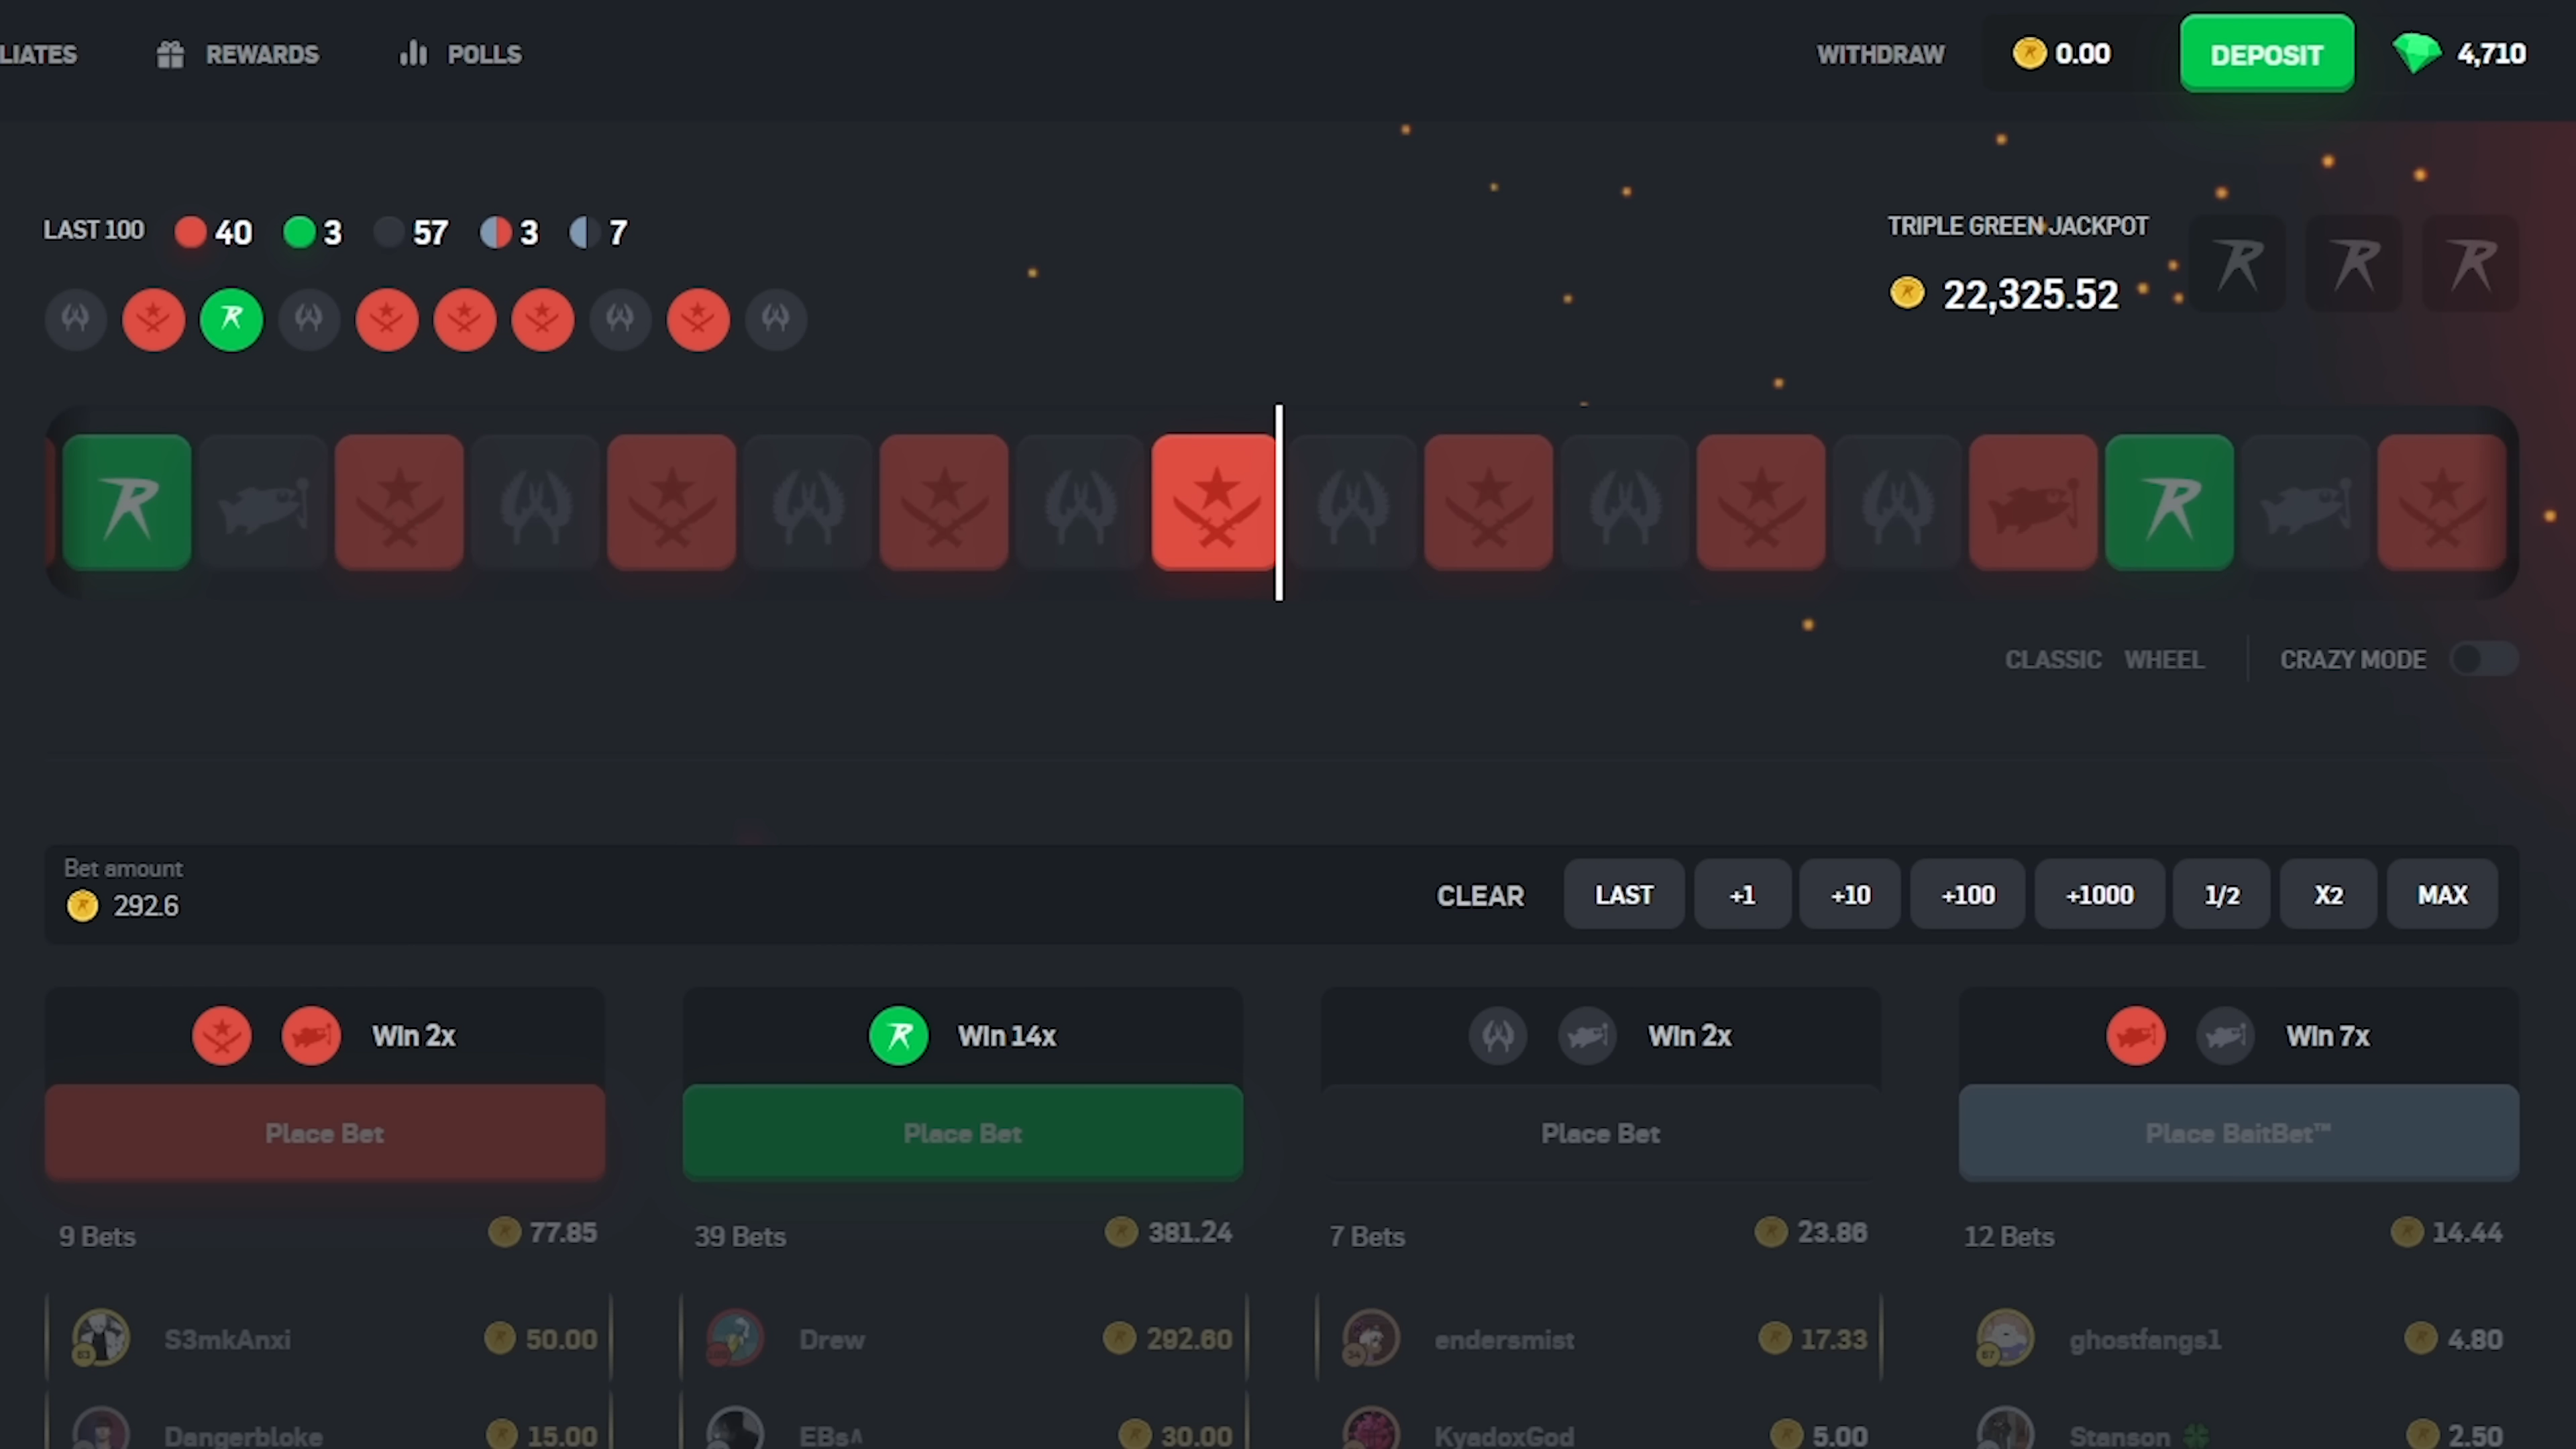 LIATES REWARDS POLLS WITHDRAW 0.00 DEPOSIT 4,710
LAST 100 40 3 57 3 7
TRIPLE GREEN JACKPOT
22,325.52
CLASSIC WHEEL CRAZY MODE
Bet amount
292.6
CLEAR LAST +1 +10 +100 +1000 1/2 X2 MAX
Win 2x Win 14x Win 2x Win 7x
Place Bet Place Bet Place Bet Place BaitBet™
9 Bets 77.85 39 Bets 381.24 7 Bets 23.86 12 Bets 14.44
S3mkAnxi 50.00 Drew 292.60 endersmist 17.33 ghostfangs1 4.80
Dangerbloke 15.00 EBs^ 30.00 KyadoxGod 5.00 Stanson 2.50